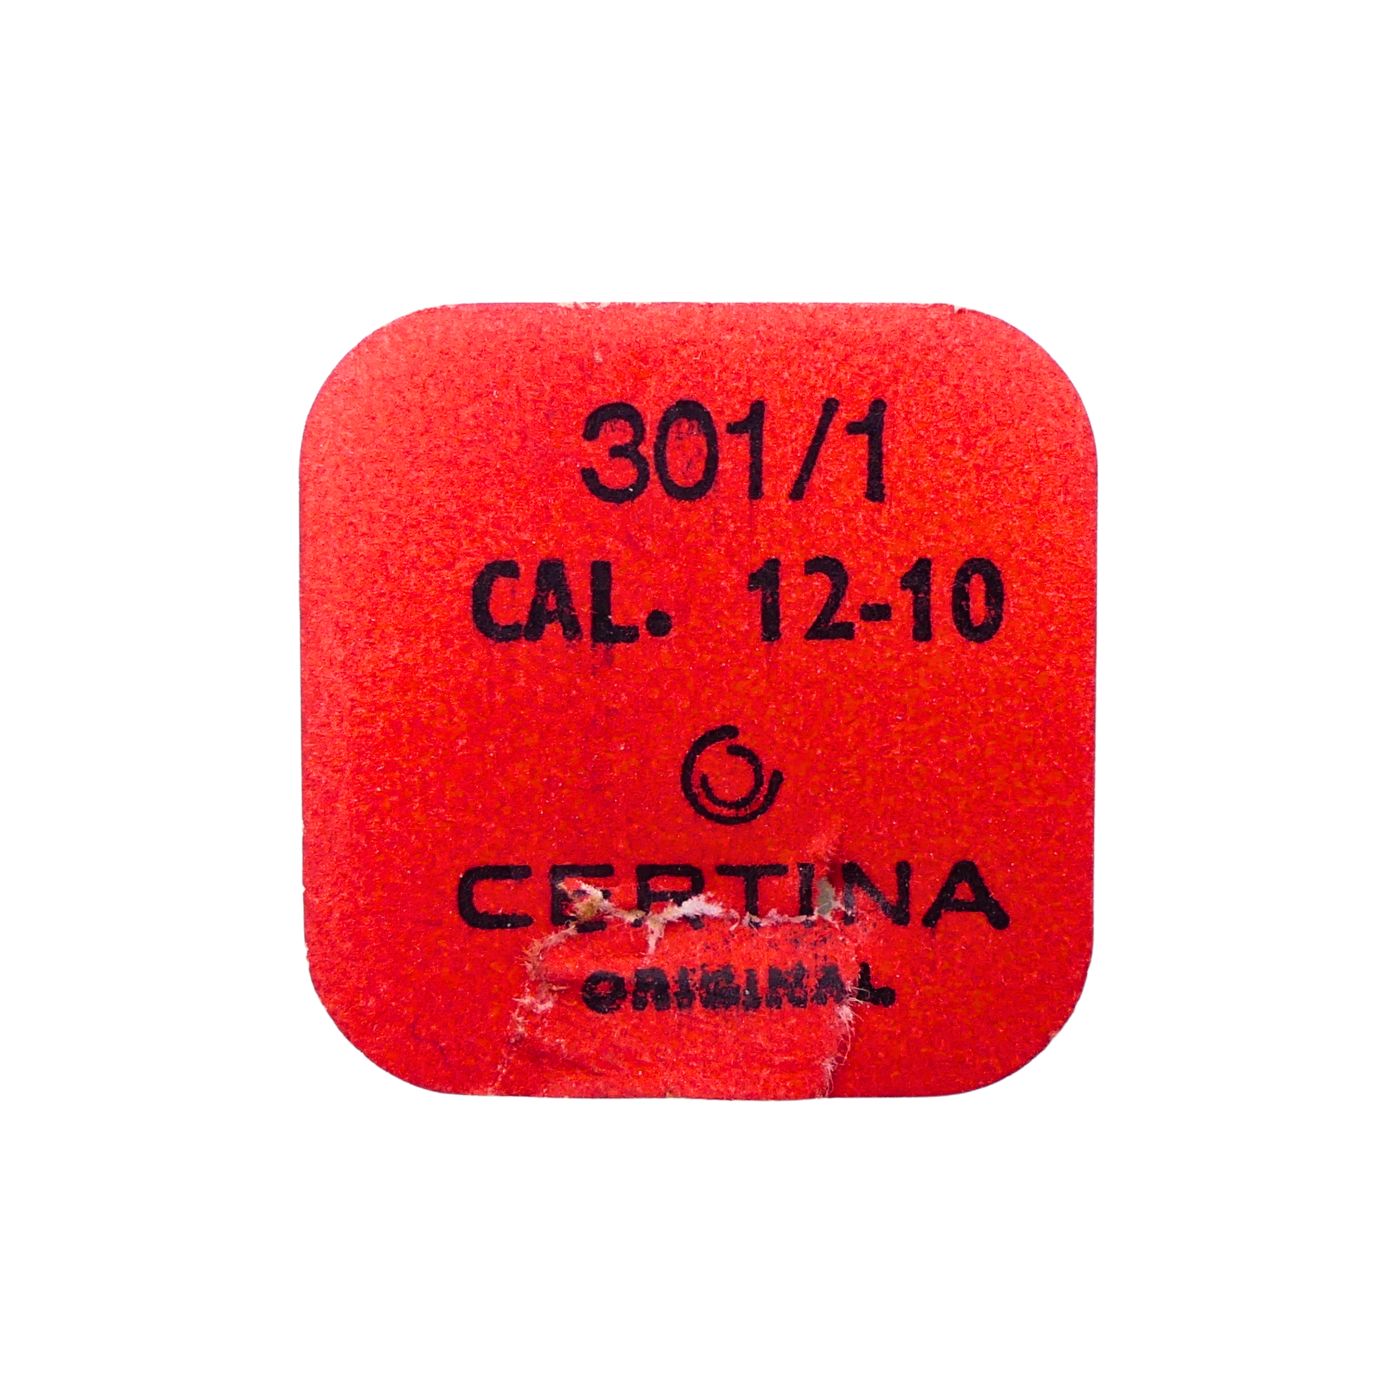 301/1
CAL. 12-10
CERTINA
ORIGINAL